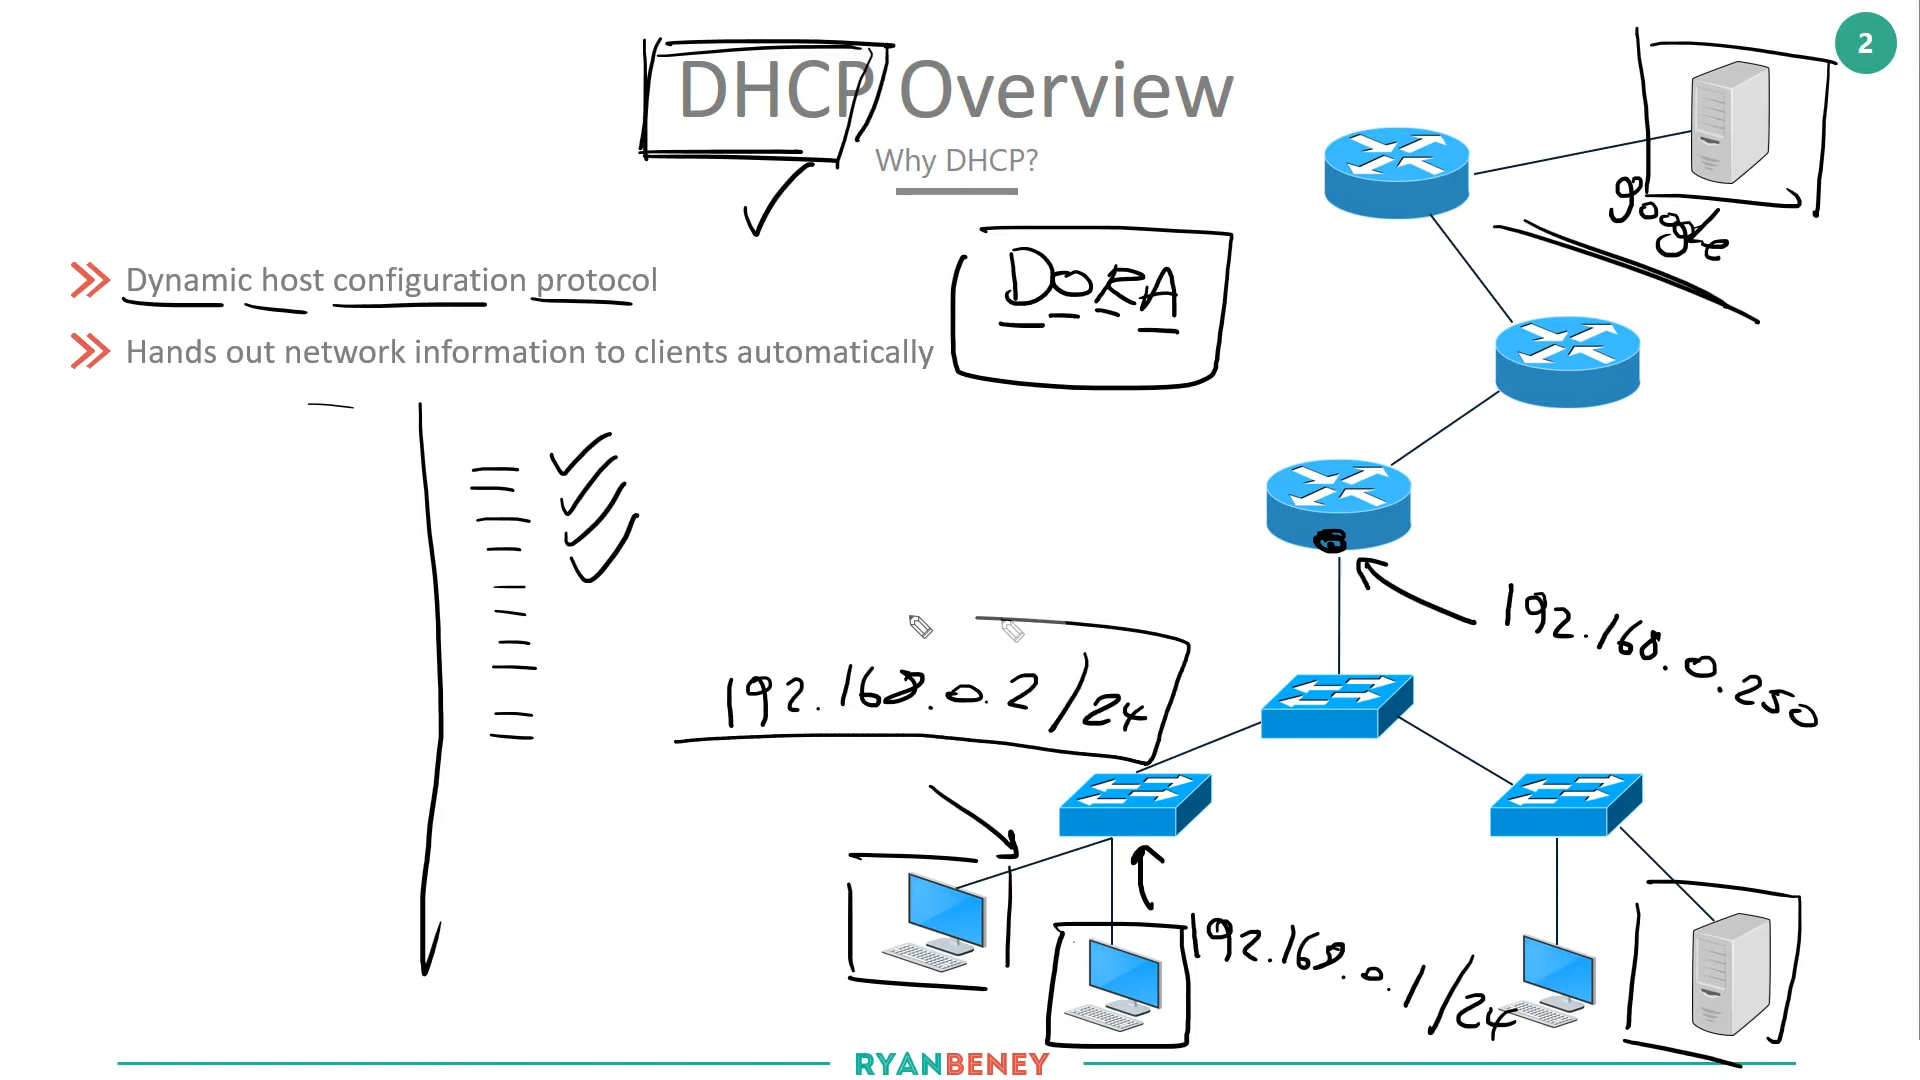 DHCP Overview
2
Why DHCP?
google
Dynamic host configuration protocol
DORA
Hands out network information to clients automatically
192.168.0.250
192.168.0.2/24
192.168.0.1/24
RYANBENEY